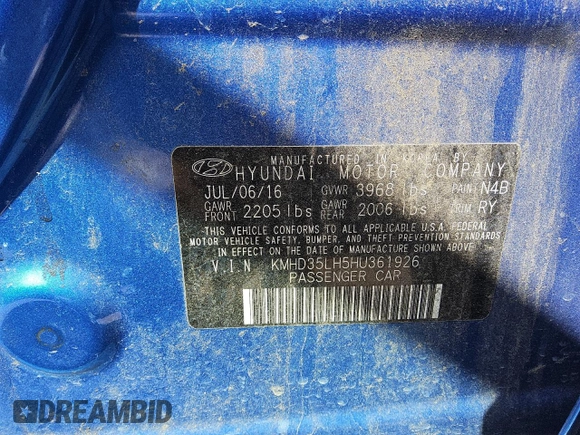 MANUFACTURED IN KOREA BY
HYUNDAI MOTOR COMPANY
JUL/06/16 GVWR 3968 lbs PAINT N4B
GAWR FRONT 2205 lbs GAWR REAR 2006 lbs TRIM RY
THIS VEHICLE CONFORMS TO ALL APPLICABLE U.S.A. FEDERAL
MOTOR VEHICLE SAFETY, BUMPER, AND THEFT PREVENTION STANDARDS
IN EFFECT ON THE DATE OF MANUFACTURE SHOWN ABOVE.
V.I.N KMHD35LH5HU361926
PASSENGER CAR
DREAMBID